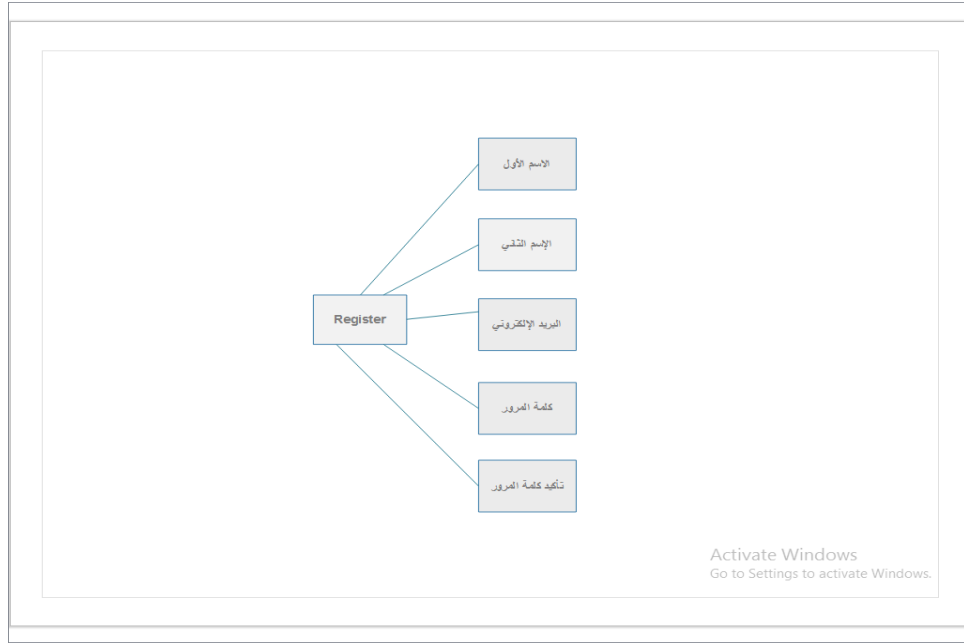 الاسم الأول
الإسم الثاني
Register
البريد الإلكتروني
كلمة المرور
تأكيد كلمة المرور
Activate Windows
Go to Settings to activate Windows.